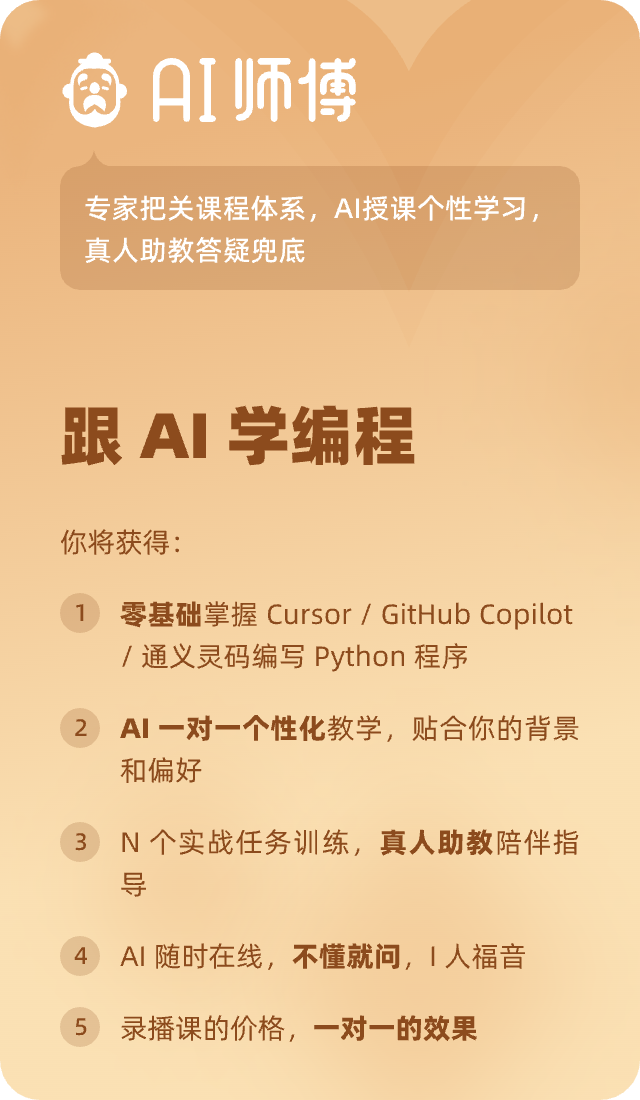 AI 师傅
专家把关课程体系，AI授课个性学习，
真人助教答疑兜底
跟 AI 学编程
你将获得：
1 零基础掌握 Cursor / GitHub Copilot
/ 通义灵码编写 Python 程序
2 AI 一对一个性化教学，贴合你的背景
和偏好
3 N 个实战任务训练，真人助教陪伴指
导
4 AI 随时在线，不懂就问，I 人福音
5 录播课的价格，一对一的效果